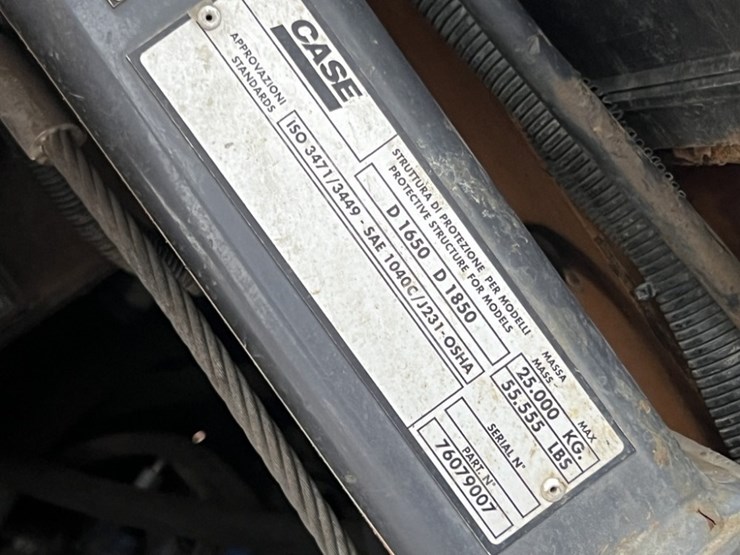 CASE
STRUTTURA DI PROTEZIONE PER MODELLI
PROTECTIVE STRUCTURE FOR MODELS
D 1650 D 1850
MASSA
MASS
MAX
25.000 KG.
55.555 LBS
APPROVAZIONI
STANDARDS
ISO 3471/3449 - SAE 1040C/J231-OSHA
SERIAL N°
PART. N°
76079007